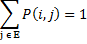 ∑ P(i,j) = 1
j ∈ E